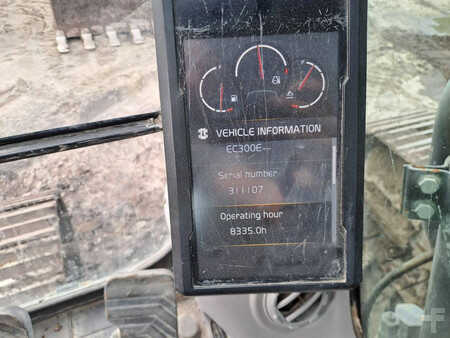 VEHICLE INFORMATION
EC300E--
Serial number
311107
Operating hour
8335.0h